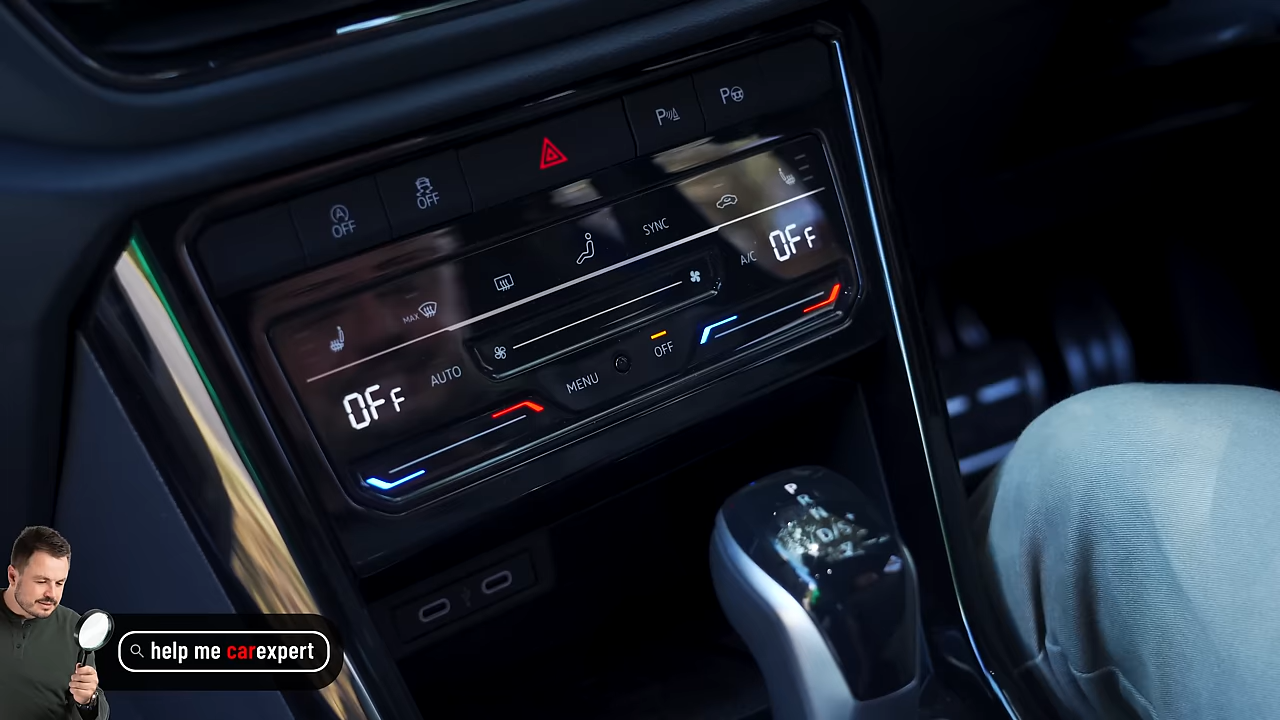 P
P
OFF
A
OFF
SYNC
MAX
A/C
OFF
AUTO
OFF
MENU
OFF
P
R
N
D/S
help me carexpert